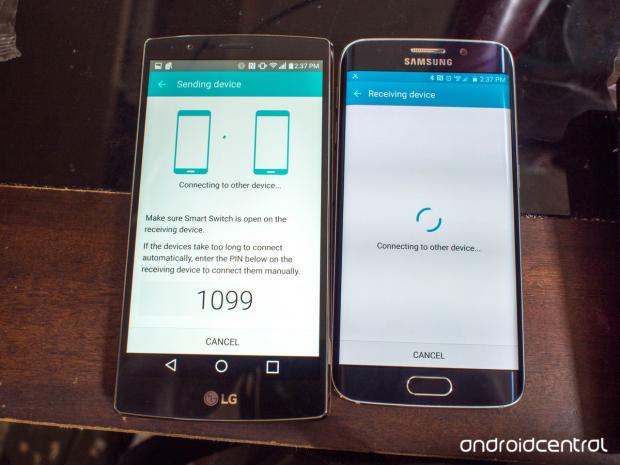 2:37 PM
Sending device
Connecting to other device...
Make sure Smart Switch is open on the
receiving device.
If the devices take too long to connect
automatically, enter the PIN below on the
receiving device to connect them manually.
1099
CANCEL
LG
SAMSUNG
2:37 PM
Receiving device
Connecting to other device...
CANCEL
androidcentral